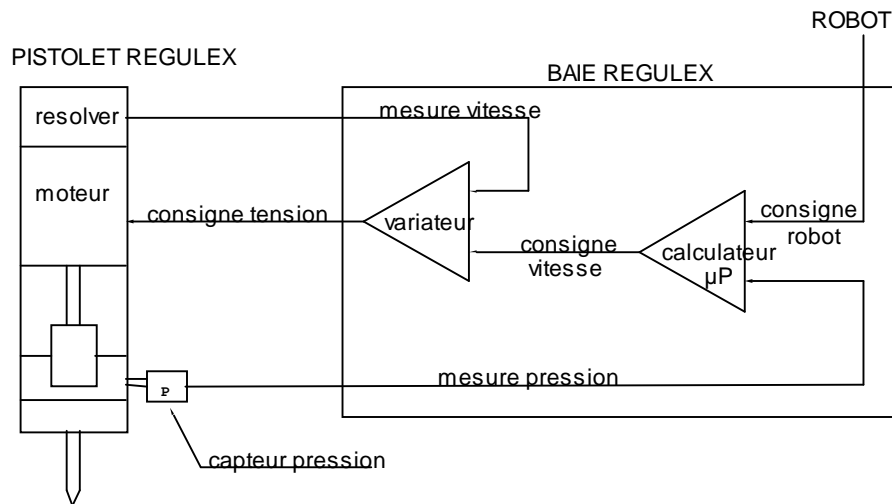 ROBOT
PISTOLET REGULEX
BAIE REGULEX
resolver
mesure vitesse
moteur
consigne tension
variateur
consigne
vitesse
calculateur
µP
consigne
robot
P
mesure pression
capteur pression